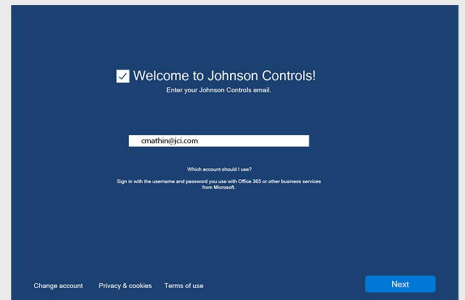 Welcome to Johnson Controls!
Enter your Johnson Controls email.
cmathin@jci.com
Which account should I use?
Sign in with the username and password you use with Office 365 or other business services
from Microsoft.
Change account Privacy & cookies Terms of use Next